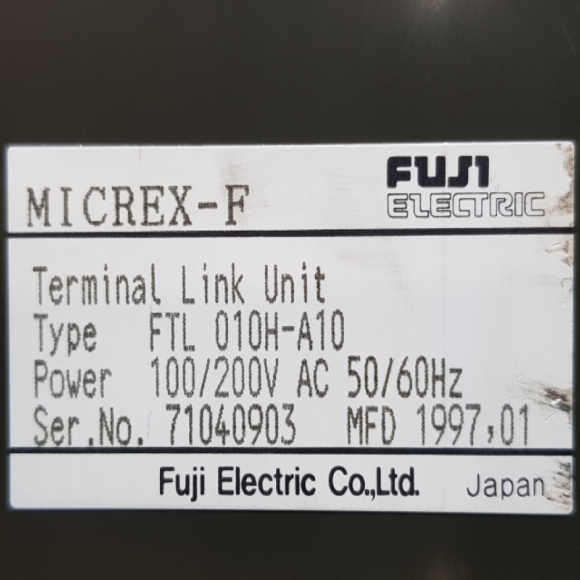 MICREX-F
FUJI
ELECTRIC
Terminal Link Unit
Type FTL 010H-A10
Power 100/200V AC 50/60Hz
Ser.No. 71040903 MFD 1997,01
Fuji Electric Co.,Ltd. Japan